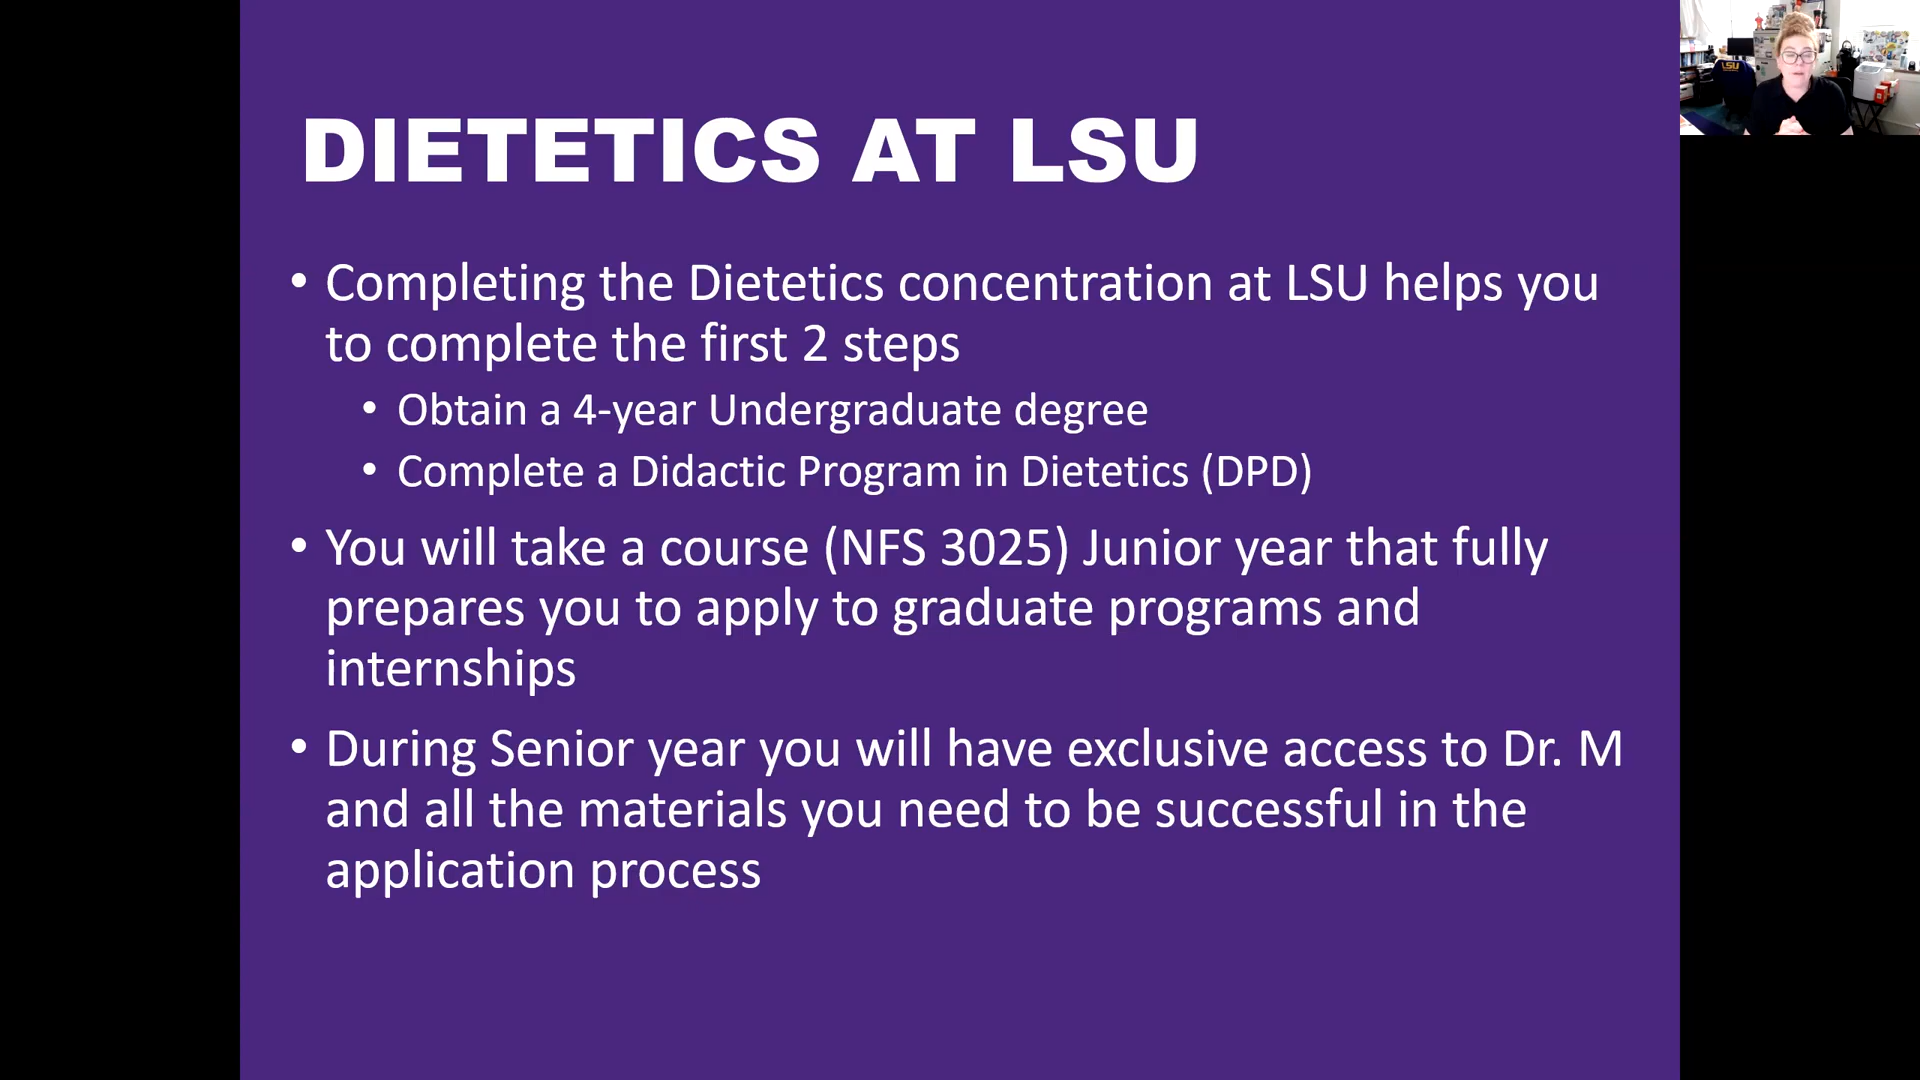 DIETETICS AT LSU
• Completing the Dietetics concentration at LSU helps you
to complete the first 2 steps
• Obtain a 4-year Undergraduate degree
• Complete a Didactic Program in Dietetics (DPD)
• You will take a course (NFS 3025) Junior year that fully
prepares you to apply to graduate programs and
internships
• During Senior year you will have exclusive access to Dr. M
and all the materials you need to be successful in the
application process
LSU